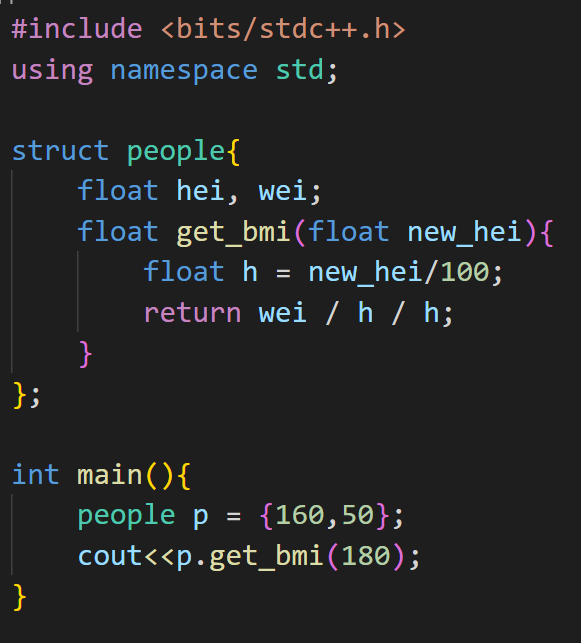 #include <bits/stdc++.h>
using namespace std;
struct people{
    float hei, wei;
    float get_bmi(float new_hei){
        float h = new_hei/100;
        return wei / h / h;
    }
};
int main(){
    people p = {160,50};
    cout<<p.get_bmi(180);
}